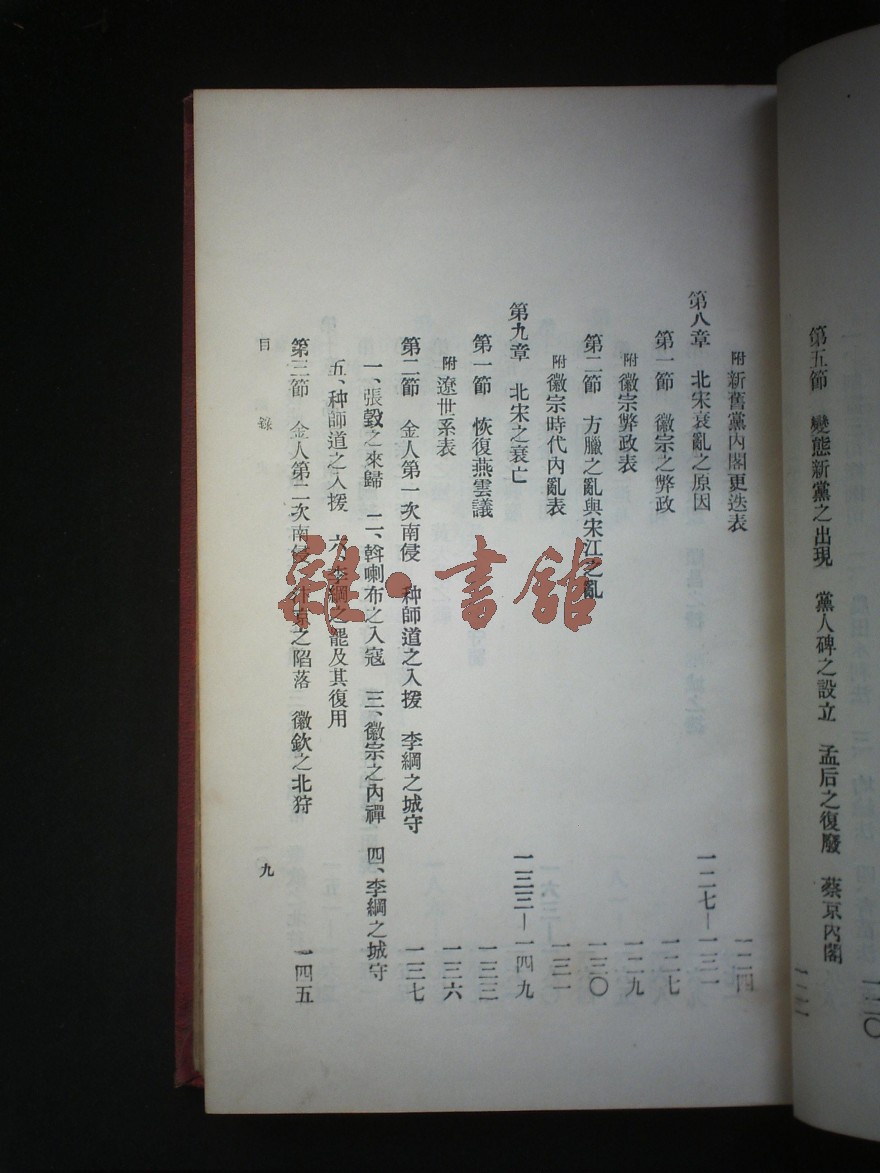 第五節　變態新黨之出現　黨人碑之設立　孟后之復廢　蔡京內閣
附　新舊黨內閣更迭表　一二四
第八章　北宋衰亂之原因　一二七－一三一
第一節　徽宗之弊政　一二七
附　徽宗弊政表　一二九
第二節　方臘之亂與宋江之亂　一三〇
附　徽宗時代內亂表　一三一
第九章　北宋之衰亡　一三三－一四九
第一節　恢復燕雲議　一三三
附　遼世系表　一三六
第二節　金人第一次南侵　种師道之入援　李綱之城守　一三七
一、張瑴之來歸　二、斡喇布之入寇　三、徽宗之內禪　四、李綱之城守
五、种師道之入援　六、李綱之罷及其復用
第三節　金人第二次南侵　汴京之陷落　徽欽之北狩　一四五
目錄　九
雜·書館